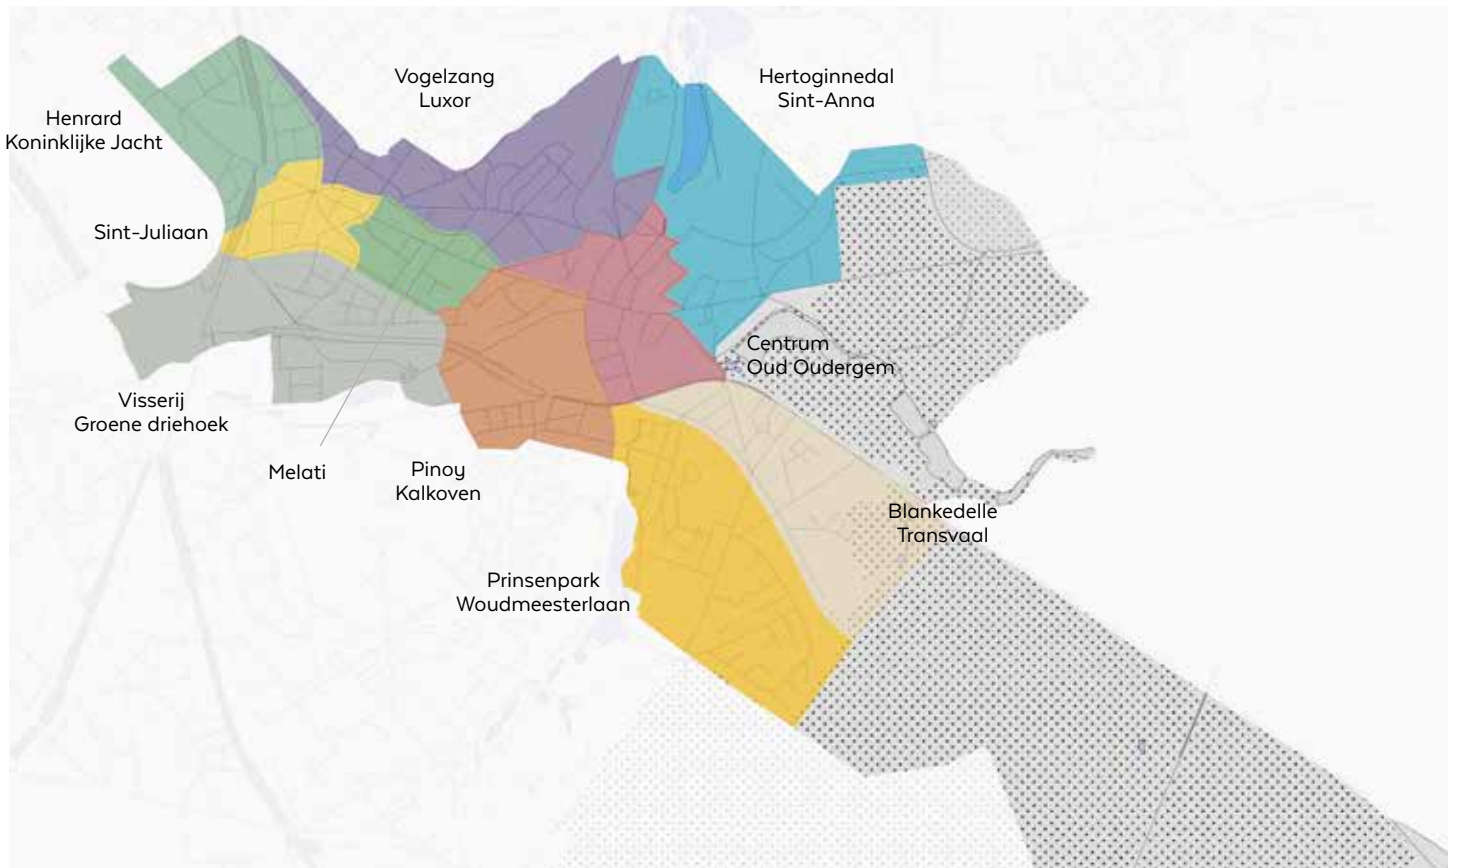 Vogelzang
Luxor
Hertoginnedal
Sint-Anna
Henrard
Koninklijke Jacht
Sint-Juliaan
Centrum
Oud Oudergem
Visserij
Groene driehoek
Melati
Pinoy
Kalkoven
Blankedelle
Transvaal
Prinsenpark
Woudmeesterlaan